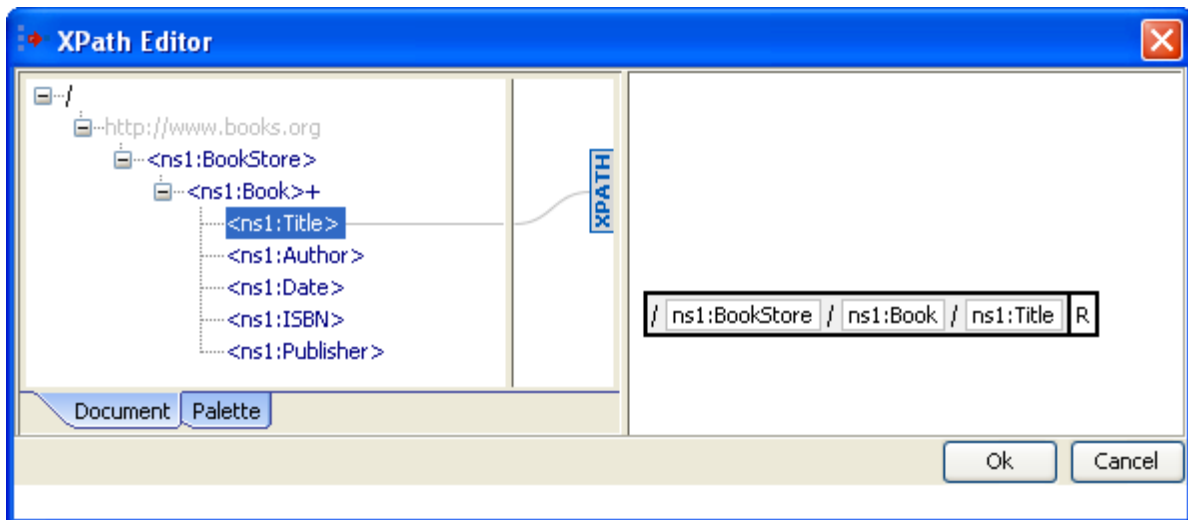 XPath Editor
/
http://www.books.org
<ns1:BookStore>
<ns1:Book>+
<ns1:Title>
<ns1:Author>
<ns1:Date>
<ns1:ISBN>
<ns1:Publisher>
Document Palette
XPATH
/ ns1:BookStore / ns1:Book / ns1:Title R
Ok Cancel